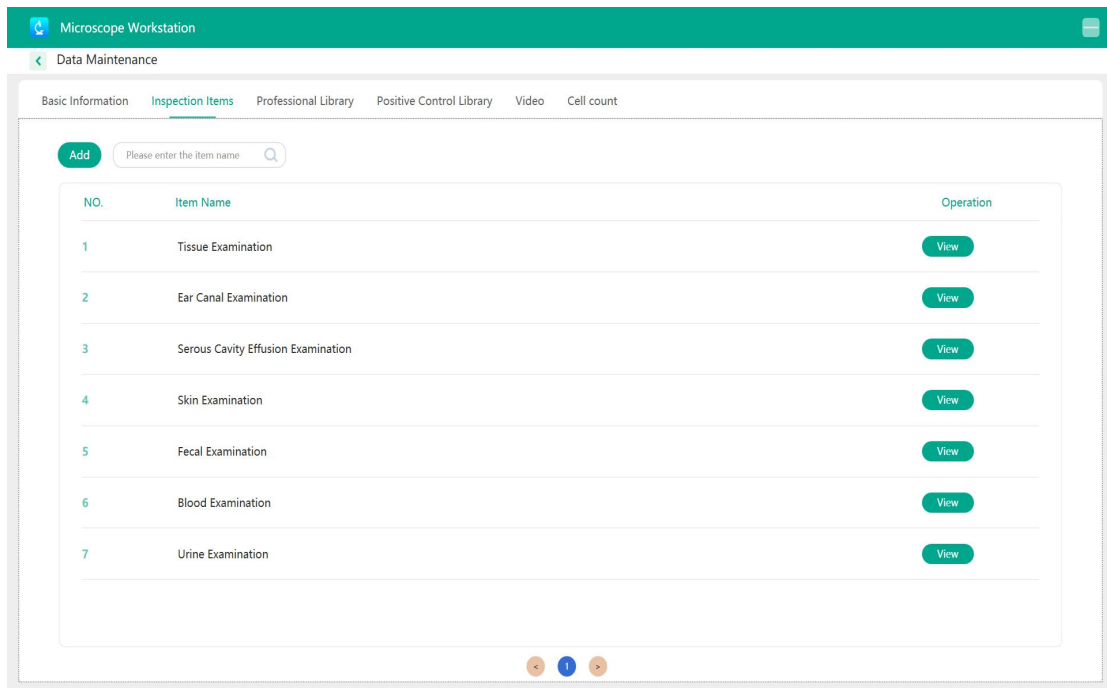 Microscope Workstation
< Data Maintenance
Basic Information Inspection Items Professional Library Positive Control Library Video Cell count
Add Please enter the item name
NO. Item Name Operation
1 Tissue Examination View
2 Ear Canal Examination View
3 Serous Cavity Effusion Examination View
4 Skin Examination View
5 Fecal Examination View
6 Blood Examination View
7 Urine Examination View
< 1 >